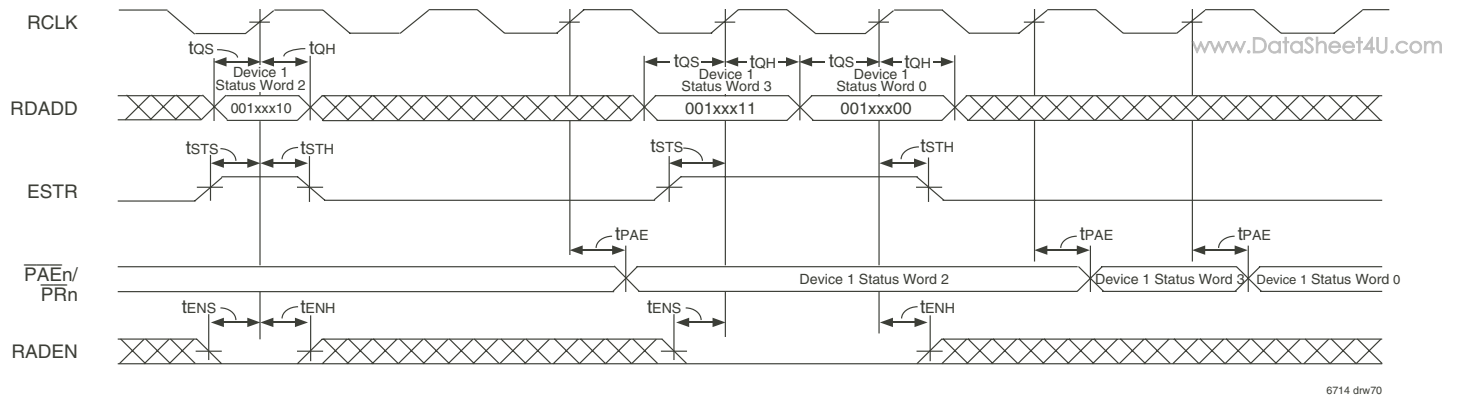 RCLK
www.DataSheet4U.com
tQS
tQH
tQS
tQH
tQS
tQH
Device 1
Status Word 2
Device 1
Status Word 3
Device 1
Status Word 0
RDADD
001xxx10
001xxx11
001xxx00
tSTS
tSTH
tSTS
tSTH
ESTR
tPAE
tPAE
tPAE
PAEn/
PRn
Device 1 Status Word 2
Device 1 Status Word 3
Device 1 Status Word 0
tENS
tENH
tENS
tENH
RADEN
6714 drw70